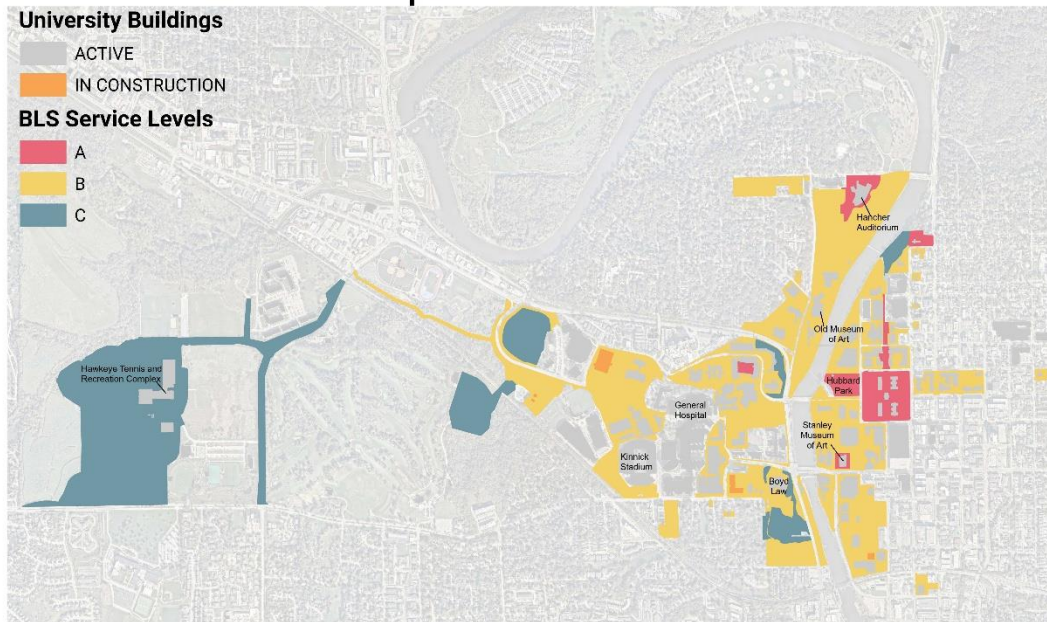 University Buildings
ACTIVE
IN CONSTRUCTION
BLS Service Levels
A
B
C
Hancher
Auditorium
Old Museum
of Art
Hawkeye Tennis and
Recreation Complex
Hubbard
Park
General
Hospital
Stanley
Museum
of Art
Kinnick
Stadium
Boyd
Law